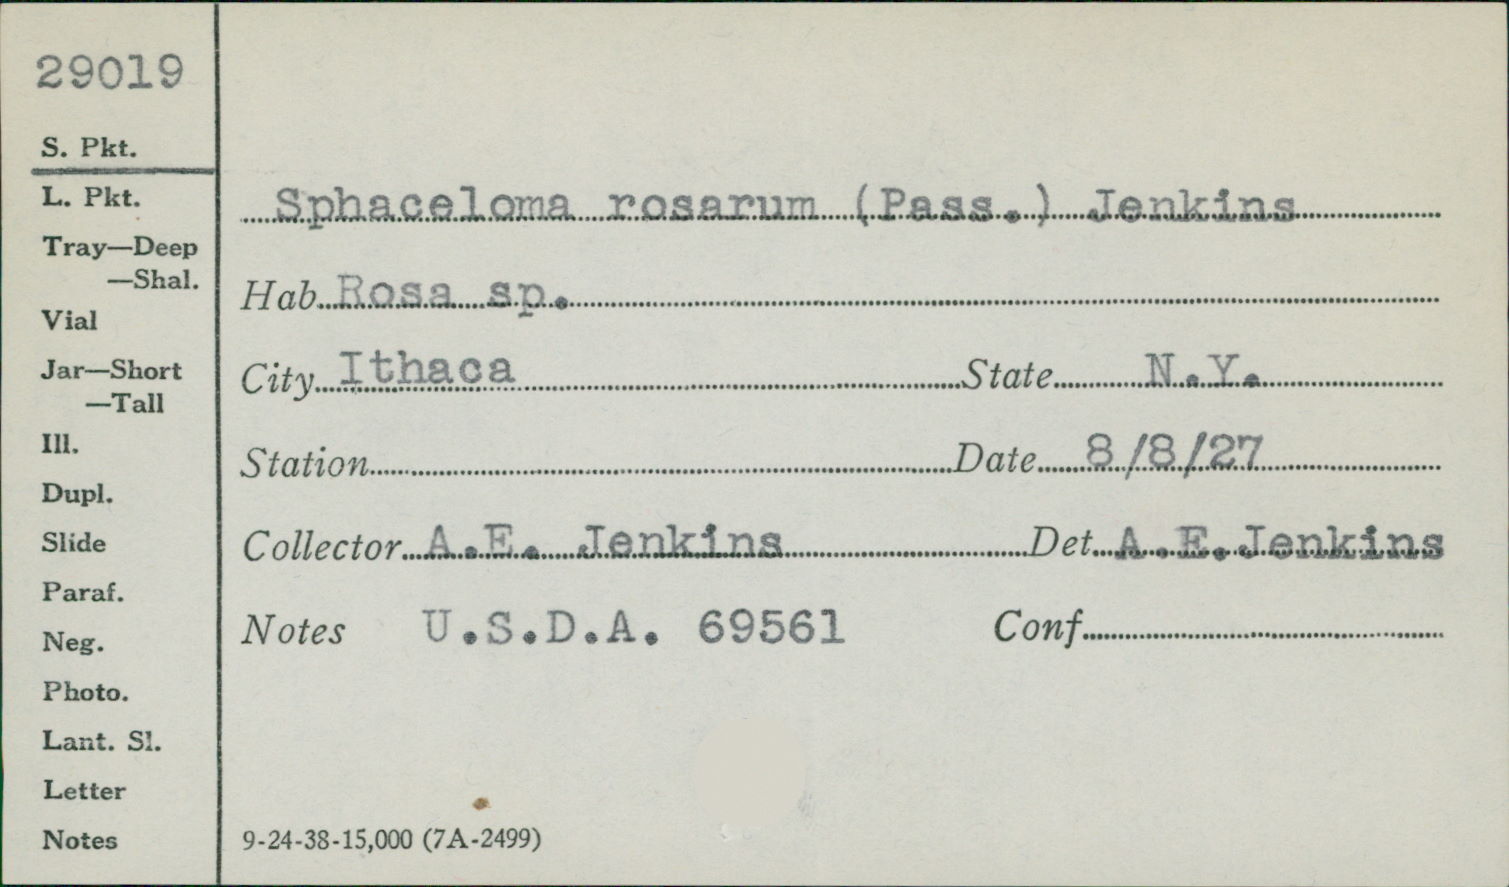 29019
S. Pkt.
L. Pkt.
Tray—Deep
—Shal.
Vial
Jar—Short
—Tall
Ill.
Dupl.
Slide
Paraf.
Neg.
Photo.
Lant. Sl.
Letter
Notes
Sphaceloma rosarum (Pass.) Jenkins
Hab. Rosa sp.
City Ithaca State N.Y.
Station Date 8/8/27
Collector A.E. Jenkins Det. A.E.Jenkins
Notes U.S.D.A. 69561 Conf.
9-24-38-15,000 (7A-2499)